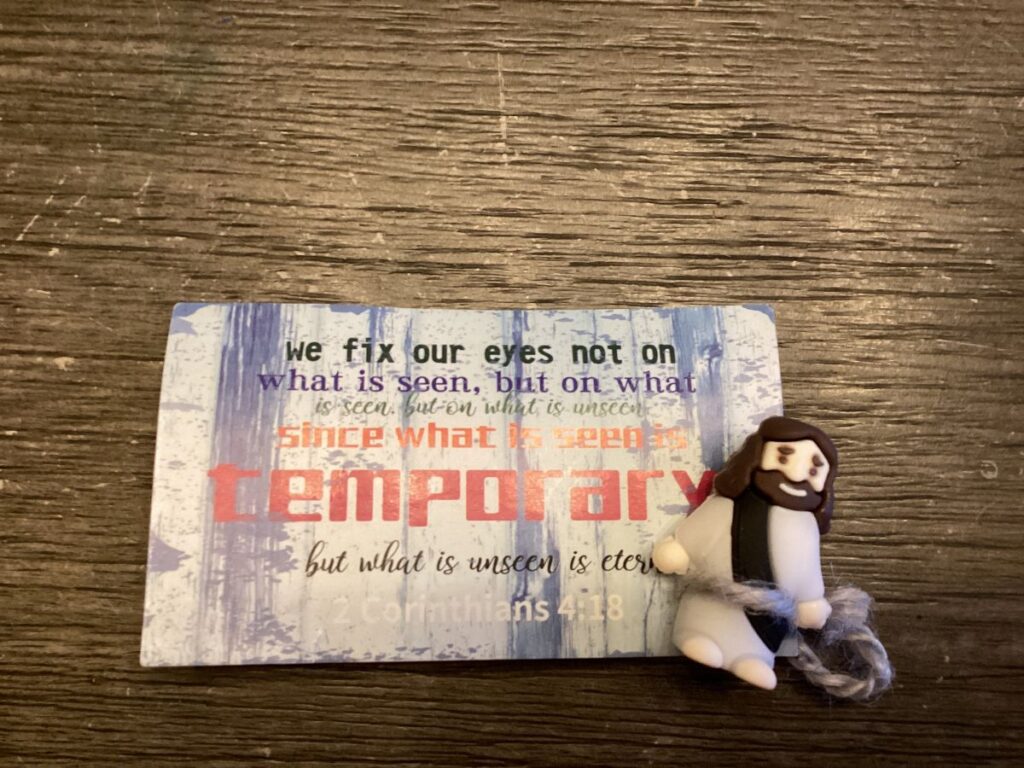 We fix our eyes not on
what is seen, but on what
is seen, but on what is unseen,
since what is seen is
temporary
but what is unseen is eter
2 Corinthians 4:18